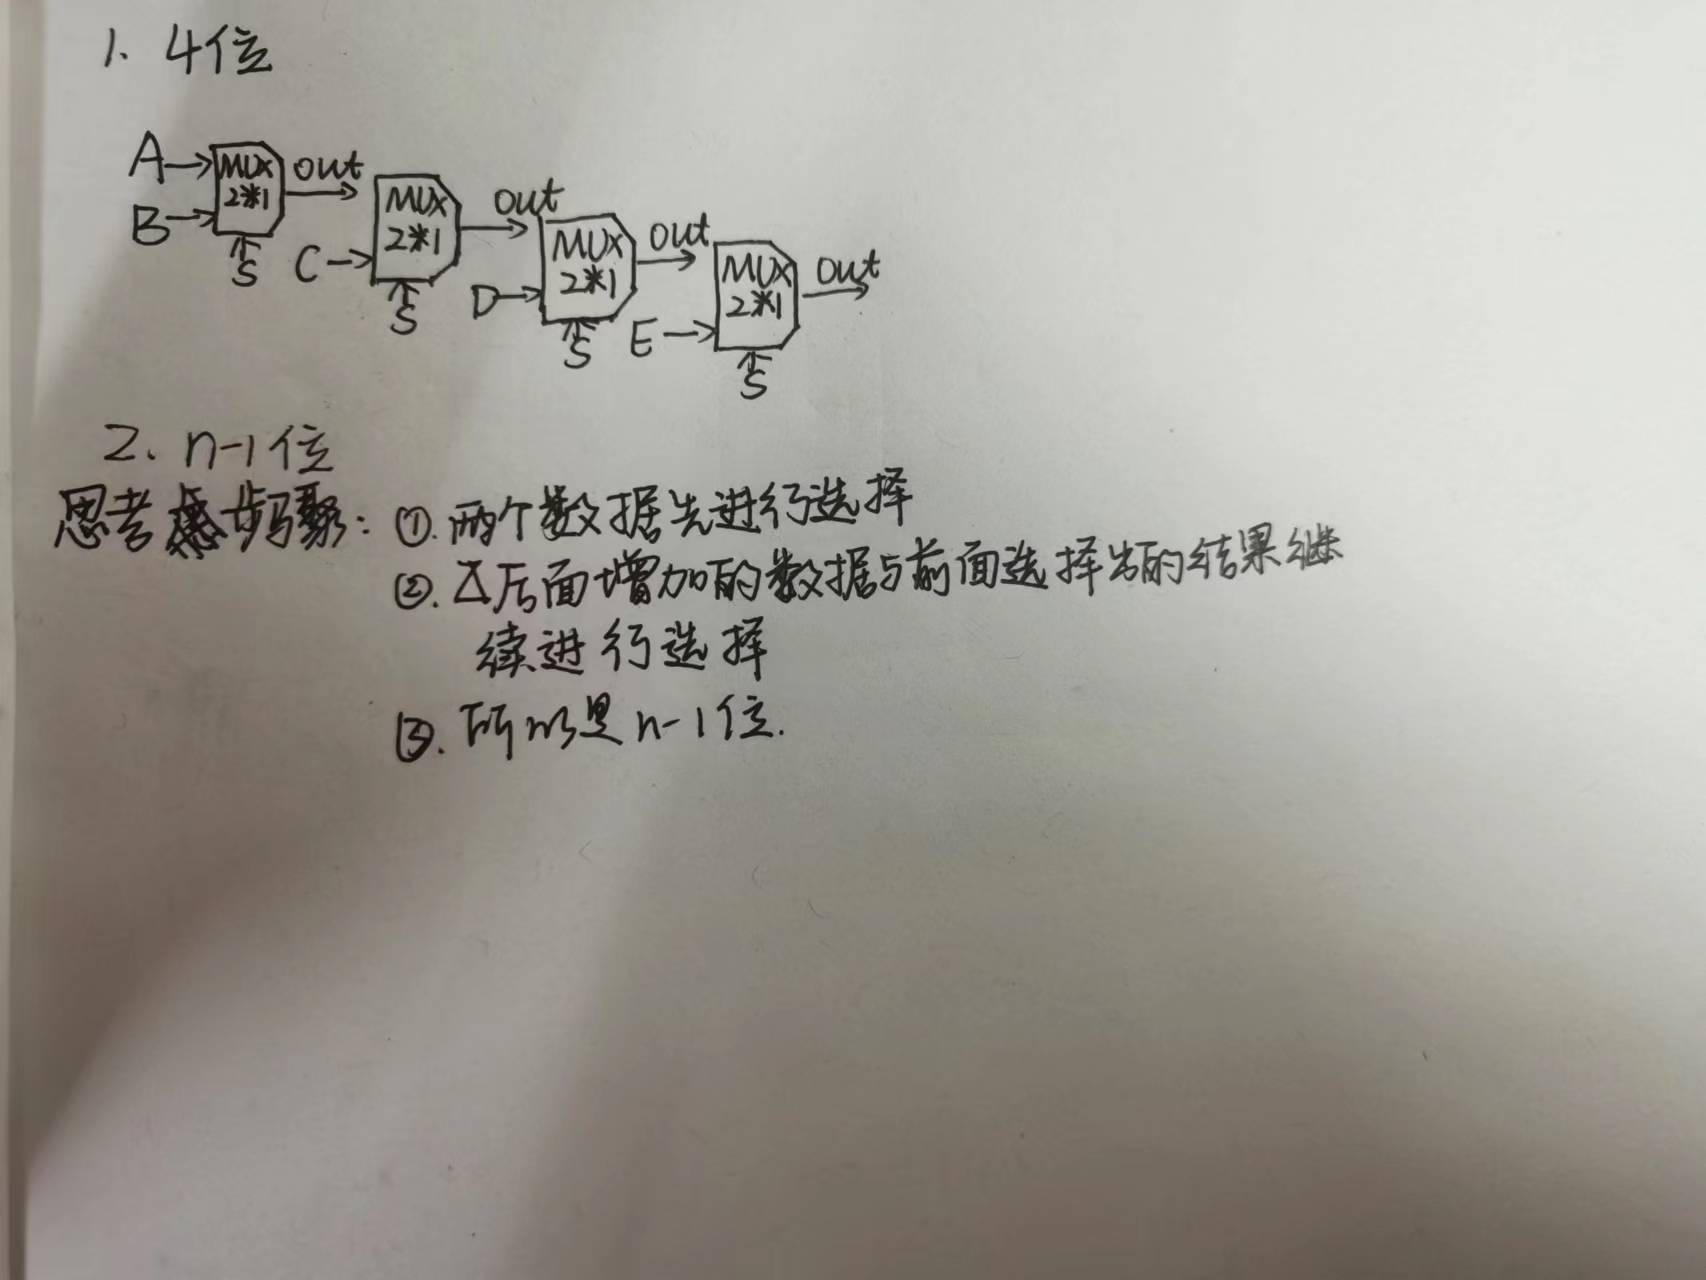 1. 4位
A MUX 2*1 out
B S C MUX 2*1 out
S D MUX 2*1 out
S E MUX 2*1 out
S
2. n-1位
思考步骤: ①. 两个数据先进行选择
②. 后面增加的数据与前面选择出的结果继
续进行选择
③. 所以是n-1位.